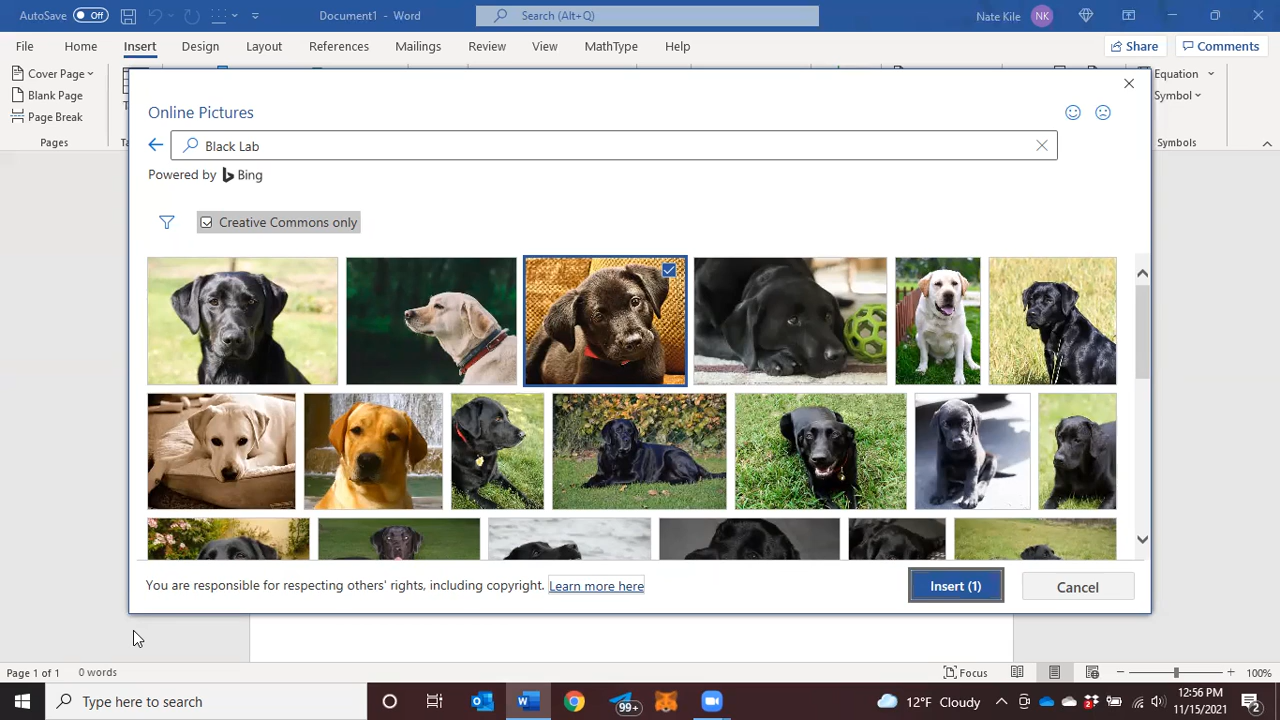 AutoSave Off Document1 - Word Search (Alt+Q) Nate Kile NK
File Home Insert Design Layout References Mailings Review View MathType Help Share Comments
Cover Page Equation
Blank Page Symbol
Page Break
Pages Symbols
Online Pictures
Black Lab
Powered by Bing
Creative Commons only
You are responsible for respecting others' rights, including copyright. Learn more here Insert (1) Cancel
Page 1 of 1 0 words Focus 100%
Type here to search 99+ 12°F Cloudy 12:56 PM
11/15/2021 2